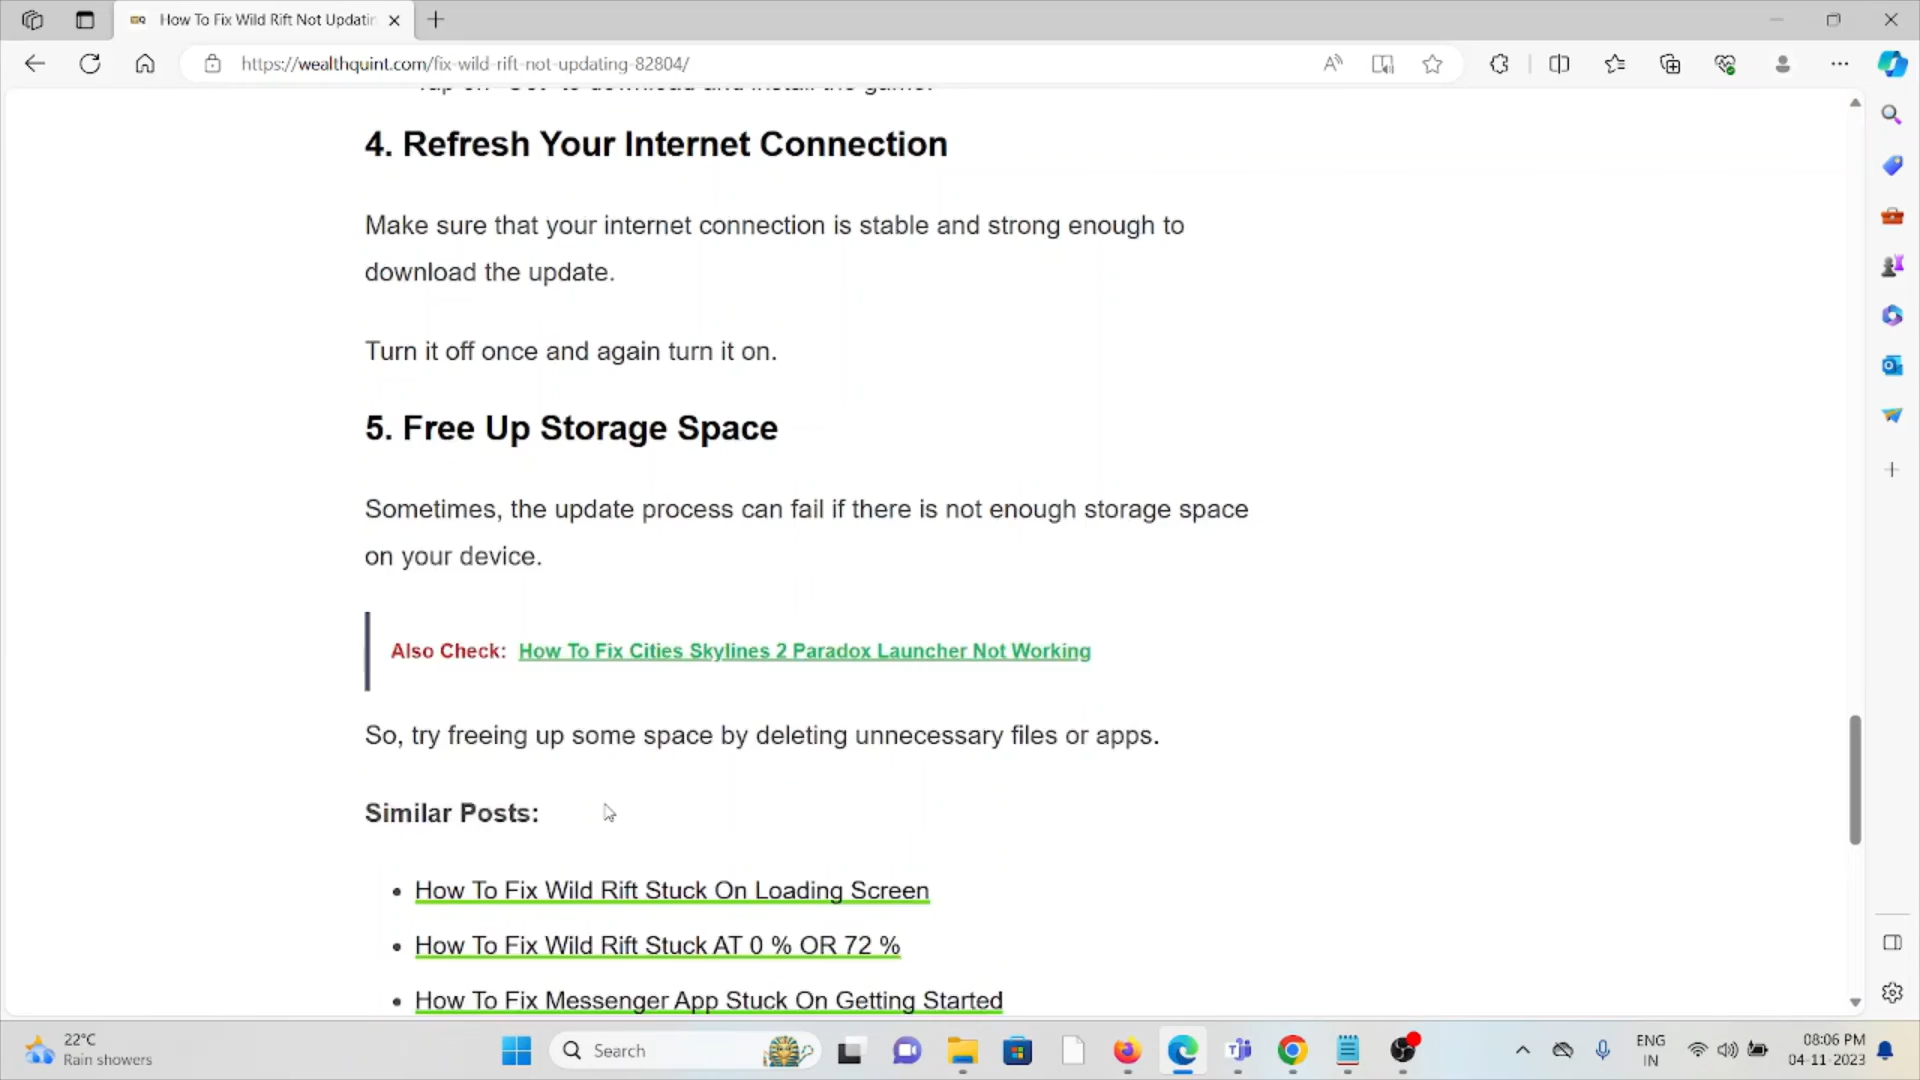 How To Fix Wild Rift Not Updatin
https://wealthquint.com/fix-wild-rift-not-updating-82804/
to download and install the game.
4. Refresh Your Internet Connection
Make sure that your internet connection is stable and strong enough to
download the update.
Turn it off once and again turn it on.
5. Free Up Storage Space
Sometimes, the update process can fail if there is not enough storage space
on your device.
Also Check: How To Fix Cities Skylines 2 Paradox Launcher Not Working
So, try freeing up some space by deleting unnecessary files or apps.
Similar Posts:
• How To Fix Wild Rift Stuck On Loading Screen
• How To Fix Wild Rift Stuck AT 0 % OR 72 %
• How To Fix Messenger App Stuck On Getting Started
22°C
Rain showers
Search
ENG
IN
08:06 PM
04-11-2023